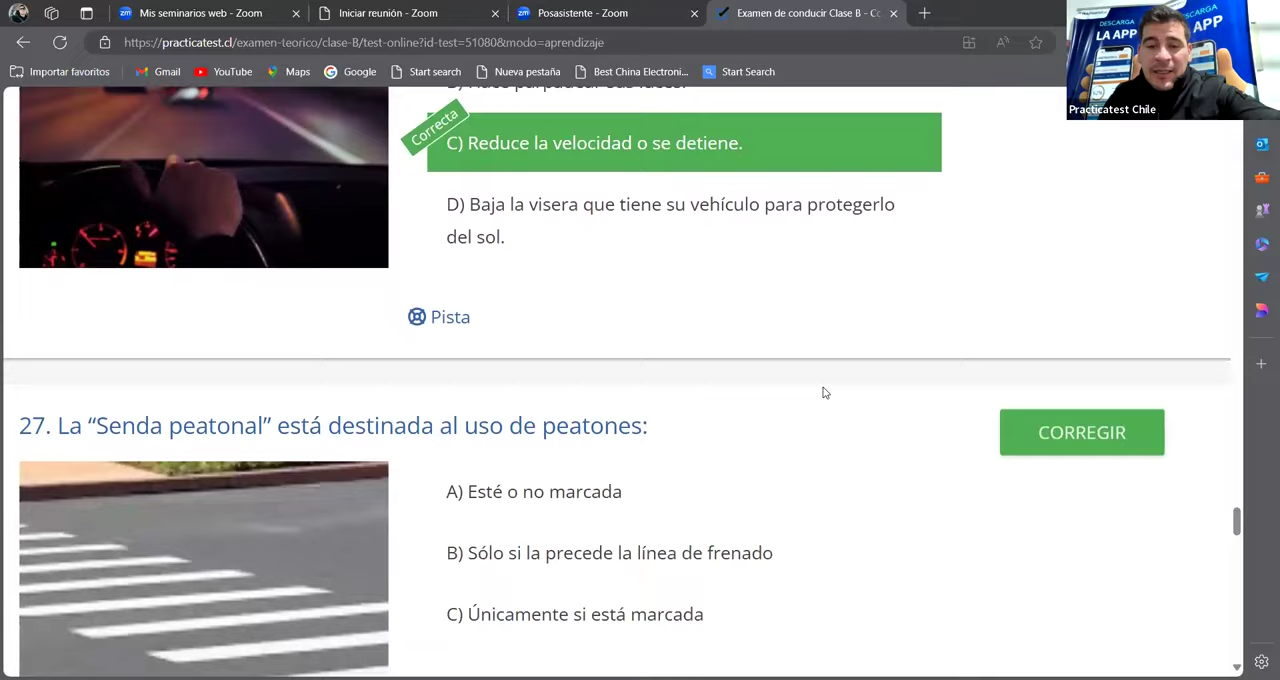 Mis seminarios web - Zoom
Iniciar reunión - Zoom
Posasistente - Zoom
Examen de conducir Clase B - Co
https://practicatest.cl/examen-teorico/clase-B/test-online?id-test=51080&modo=aprendizaje
Importar favoritos
Gmail
YouTube
Maps
Google
Start search
Nueva pestaña
Best China Electroni...
Start Search
DESCARGA
LA APP
DESCARGA
APP
Practicatest Chile
Correcta
C) Reduce la velocidad o se detiene.
D) Baja la visera que tiene su vehículo para protegerlo
del sol.
Pista
27. La “Senda peatonal” está destinada al uso de peatones:
CORREGIR
A) Esté o no marcada
B) Sólo si la precede la línea de frenado
C) Únicamente si está marcada